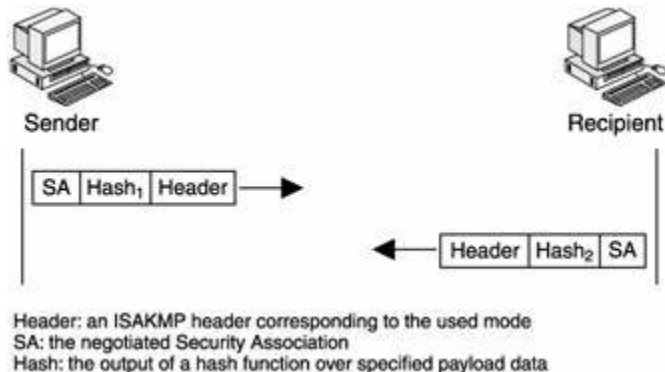 Sender Recipient
SA Hash₁ Header
Header Hash₂ SA
Header: an ISAKMP header corresponding to the used mode
SA: the negotiated Security Association
Hash: the output of a hash function over specified payload data